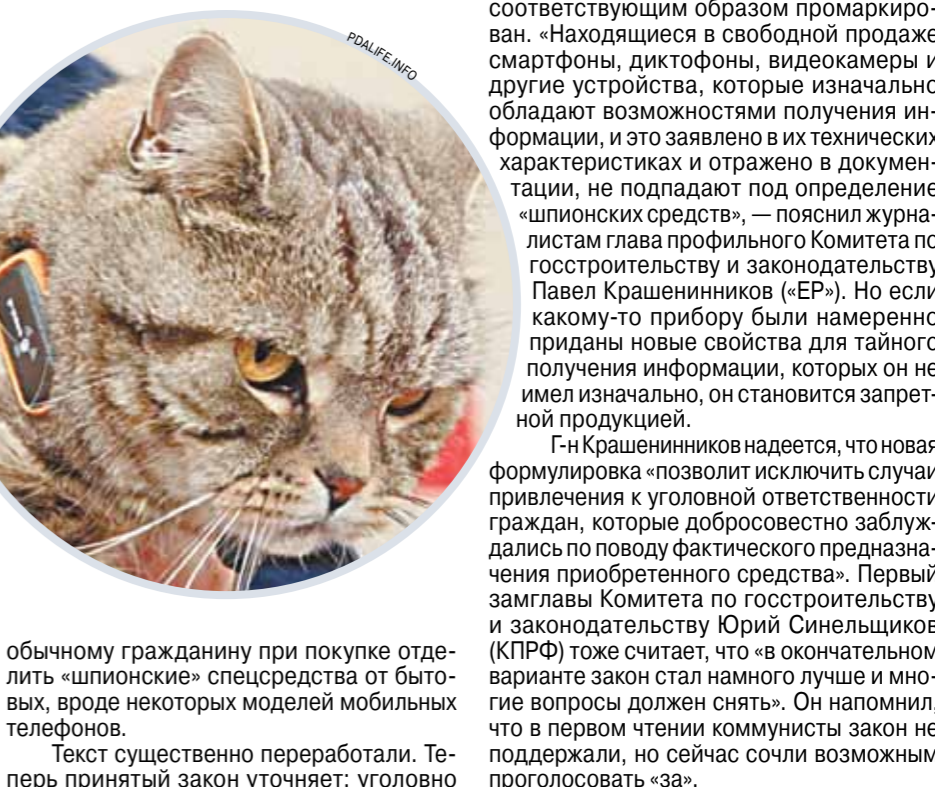 PDALIFE.INFO
обычному гражданину при покупке отде-
лить «шпионские» спецсредства от быто-
вых, вроде некоторых моделей мобильных
телефонов.
Текст существенно переработали. Те-
перь принятый закон уточняет: уголовно
соответствующим образом промаркиро-
ван. «Находящиеся в свободной продаже
смартфоны, диктофоны, видеокамеры и
другие устройства, которые изначально
обладают возможностями получения ин-
формации, и это заявлено в их технических
характеристиках и отражено в докумен-
тации, не подпадают под определение
«шпионских средств», — пояснил журна-
листам глава профильного Комитета по
госстроительству и законодательству
Павел Крашенинников («ЕР»). Но если
какому-то прибору были намеренно
приданы новые свойства для тайного
получения информации, которых он не
имел изначально, он становится запрет-
ной продукцией.
Г-н Крашенинников надеется, что новая
формулировка «позволит исключить случаи
привлечения к уголовной ответственности
граждан, которые добросовестно заблуж-
дались по поводу фактического предназна-
чения приобретенного средства». Первый
замглавы Комитета по госстроительству
и законодательству Юрий Синельщиков
(КПРФ) тоже считает, что «в окончательном
варианте закон стал намного лучше и мно-
гие вопросы должен снять». Он напомнил,
что в первом чтении коммунисты закон не
поддержали, но сейчас сочли возможным
проголосовать «за».